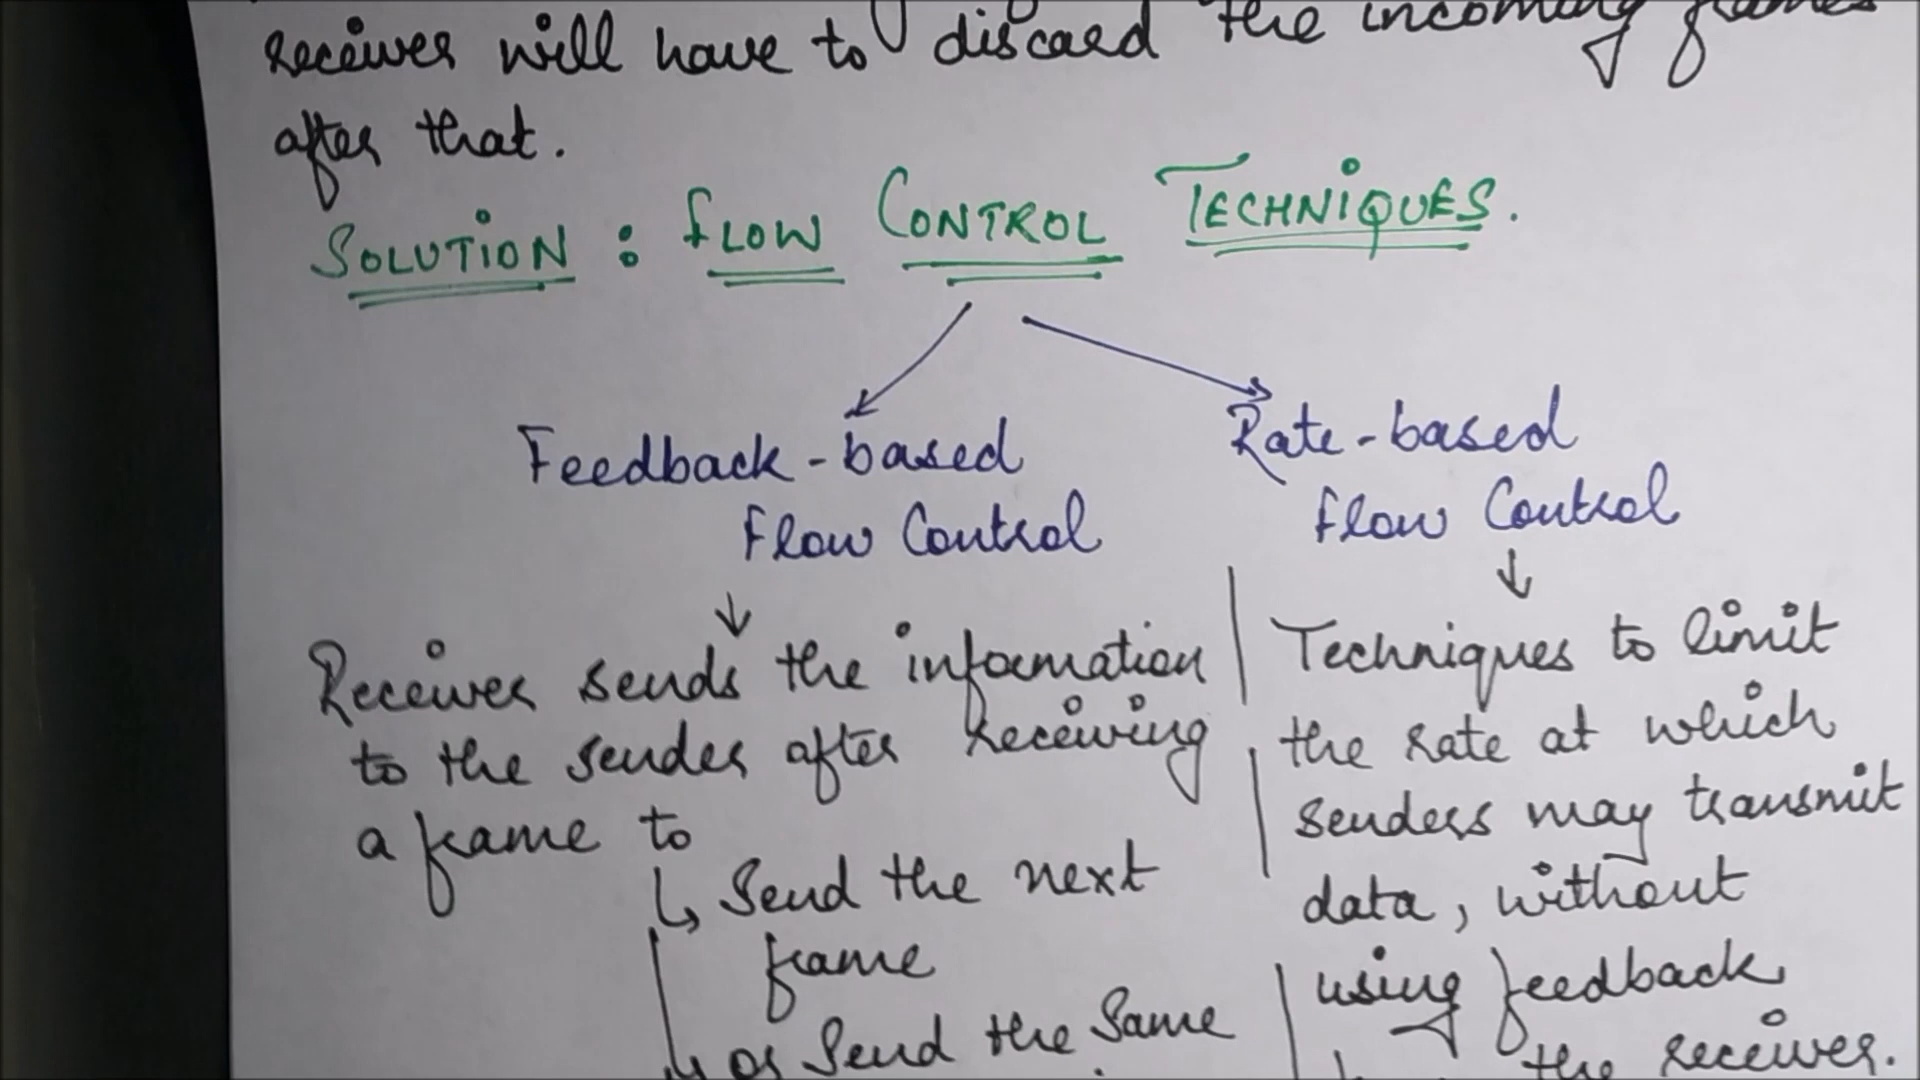 receiver will have to discard the incoming frames
after that.
SOLUTION : FLOW CONTROL TECHNIQUES.
Feedback-based
Flow Control
Rate-based
Flow Control
Receiver sends the information
to the sender after receiving
a frame to
Send the next
frame
or Send the Same
Techniques to limit
the rate at which
senders may transmit
data, without
using feedback
the receiver.